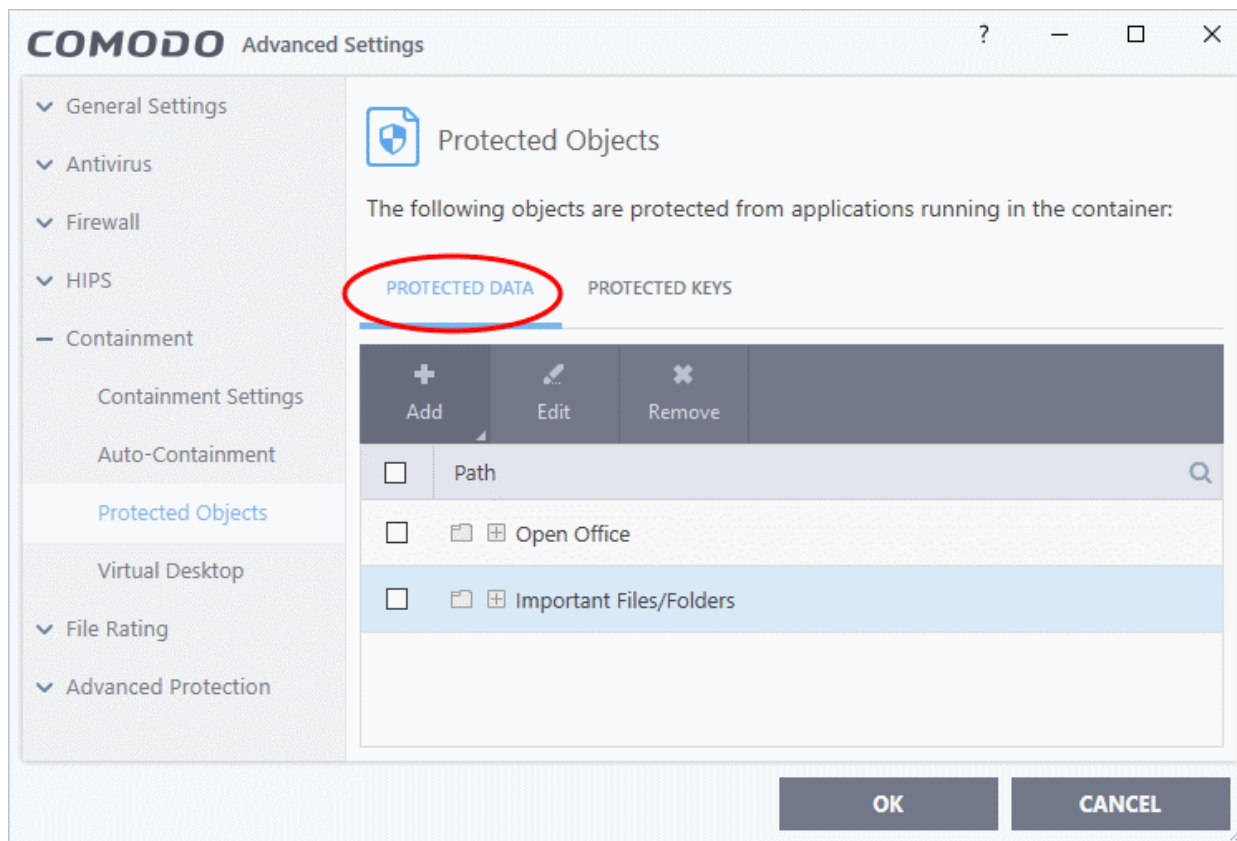 COMODO Advanced Settings ?
General Settings
Antivirus
Firewall
HIPS
Containment
Containment Settings
Auto-Containment
Protected Objects
Virtual Desktop
File Rating
Advanced Protection
Protected Objects
The following objects are protected from applications running in the container:
PROTECTED DATA PROTECTED KEYS
Add Edit Remove
Path
Open Office
Important Files/Folders
OK CANCEL